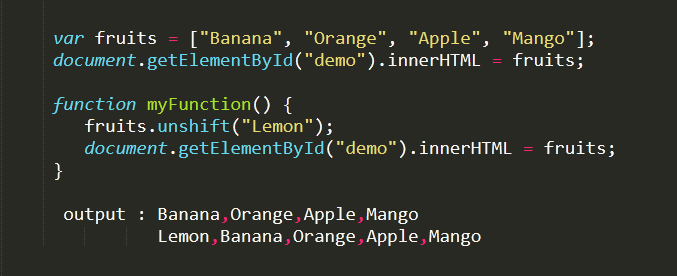 var fruits = ["Banana", "Orange", "Apple", "Mango"];
document.getElementById("demo").innerHTML = fruits;
function myFunction() {
fruits.unshift("Lemon");
document.getElementById("demo").innerHTML = fruits;
}
output : Banana,Orange,Apple,Mango
Lemon,Banana,Orange,Apple,Mango